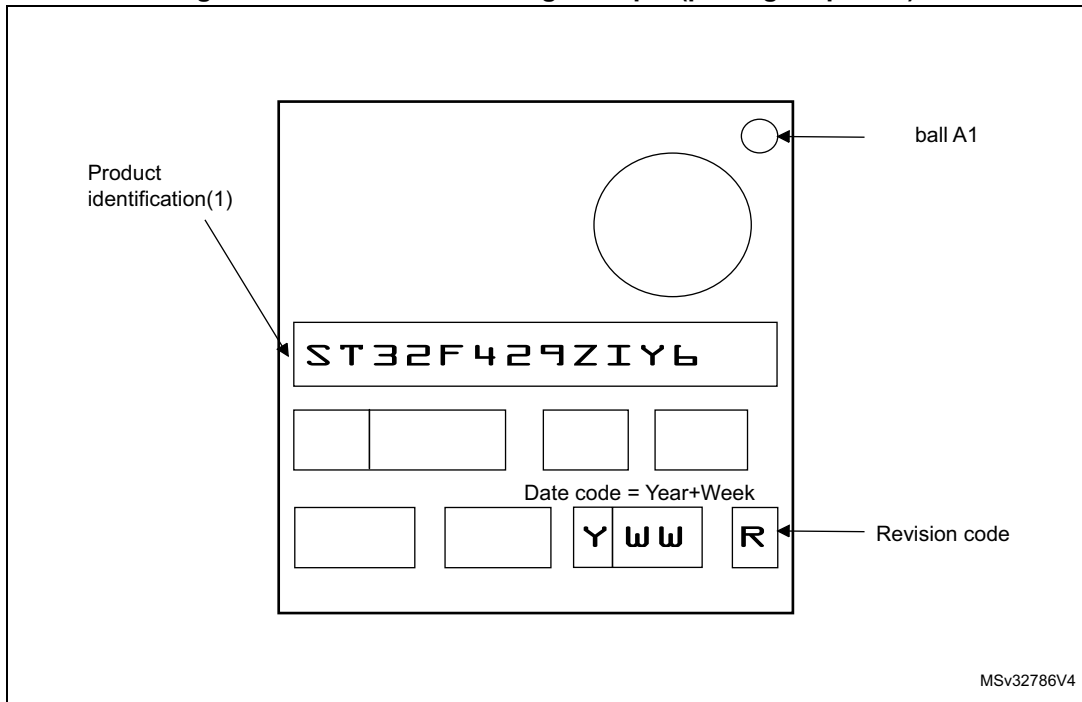 ball A1
Product
identification(1)
ST32F429ZIY6
Date code = Year+Week
Y WW R
Revision code
MSv32786V4